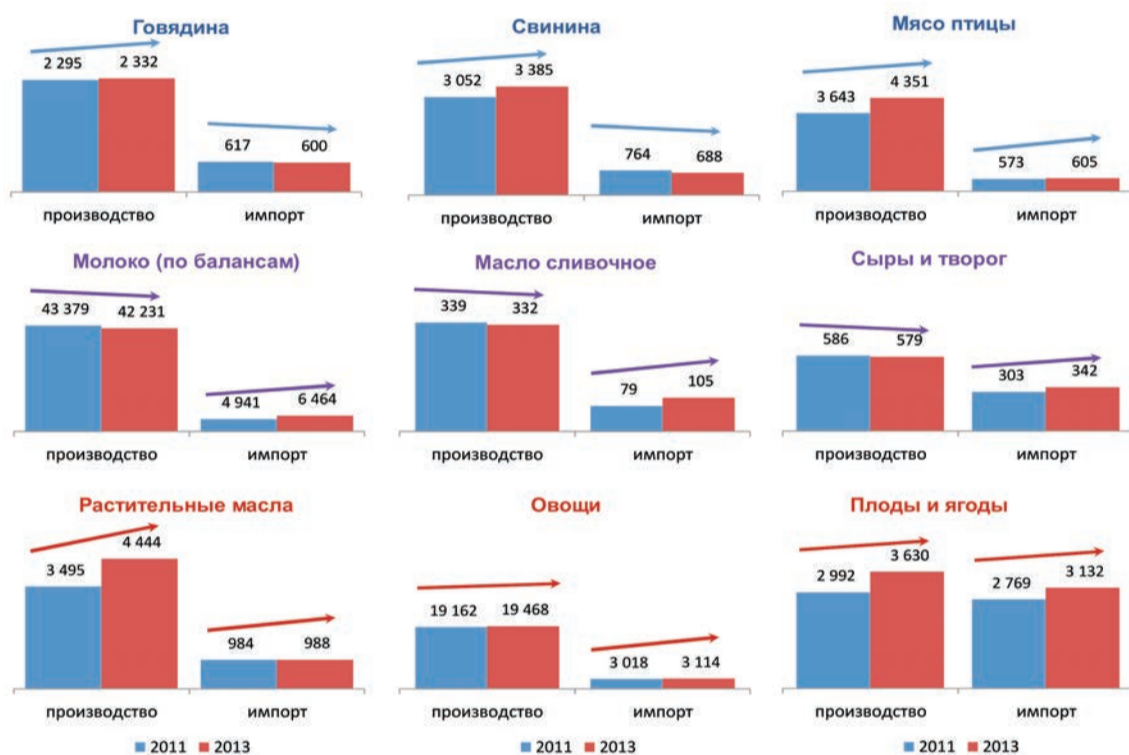 Говядина
2 295
2 332
617
600
производство
импорт
Свинина
3 052
3 385
764
688
производство
импорт
Мясо птицы
3 643
4 351
573
605
производство
импорт
Молоко (по балансам)
43 379
42 231
4 941
6 464
производство
импорт
Масло сливочное
339
332
79
105
производство
импорт
Сыры и творог
586
579
303
342
производство
импорт
Растительные масла
3 495
4 444
984
988
производство
импорт
2011 2013
Овощи
19 162
19 468
3 018
3 114
производство
импорт
2011 2013
Плоды и ягоды
2 992
3 630
2 769
3 132
производство
импорт
2011 2013